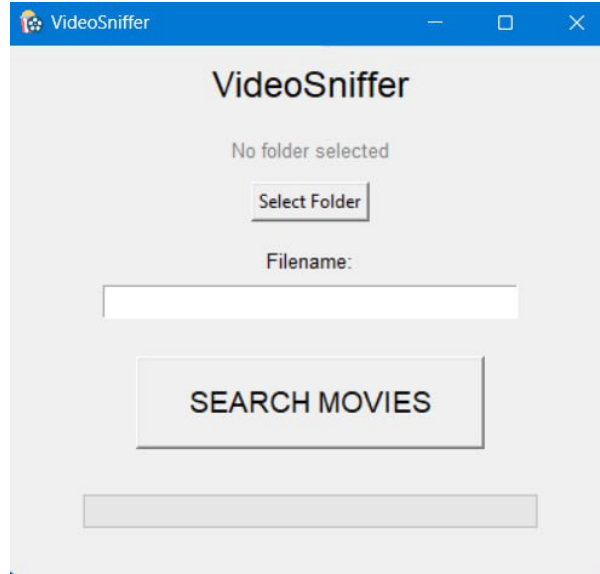 VideoSniffer
VideoSniffer
No folder selected
Select Folder
Filename:
SEARCH MOVIES